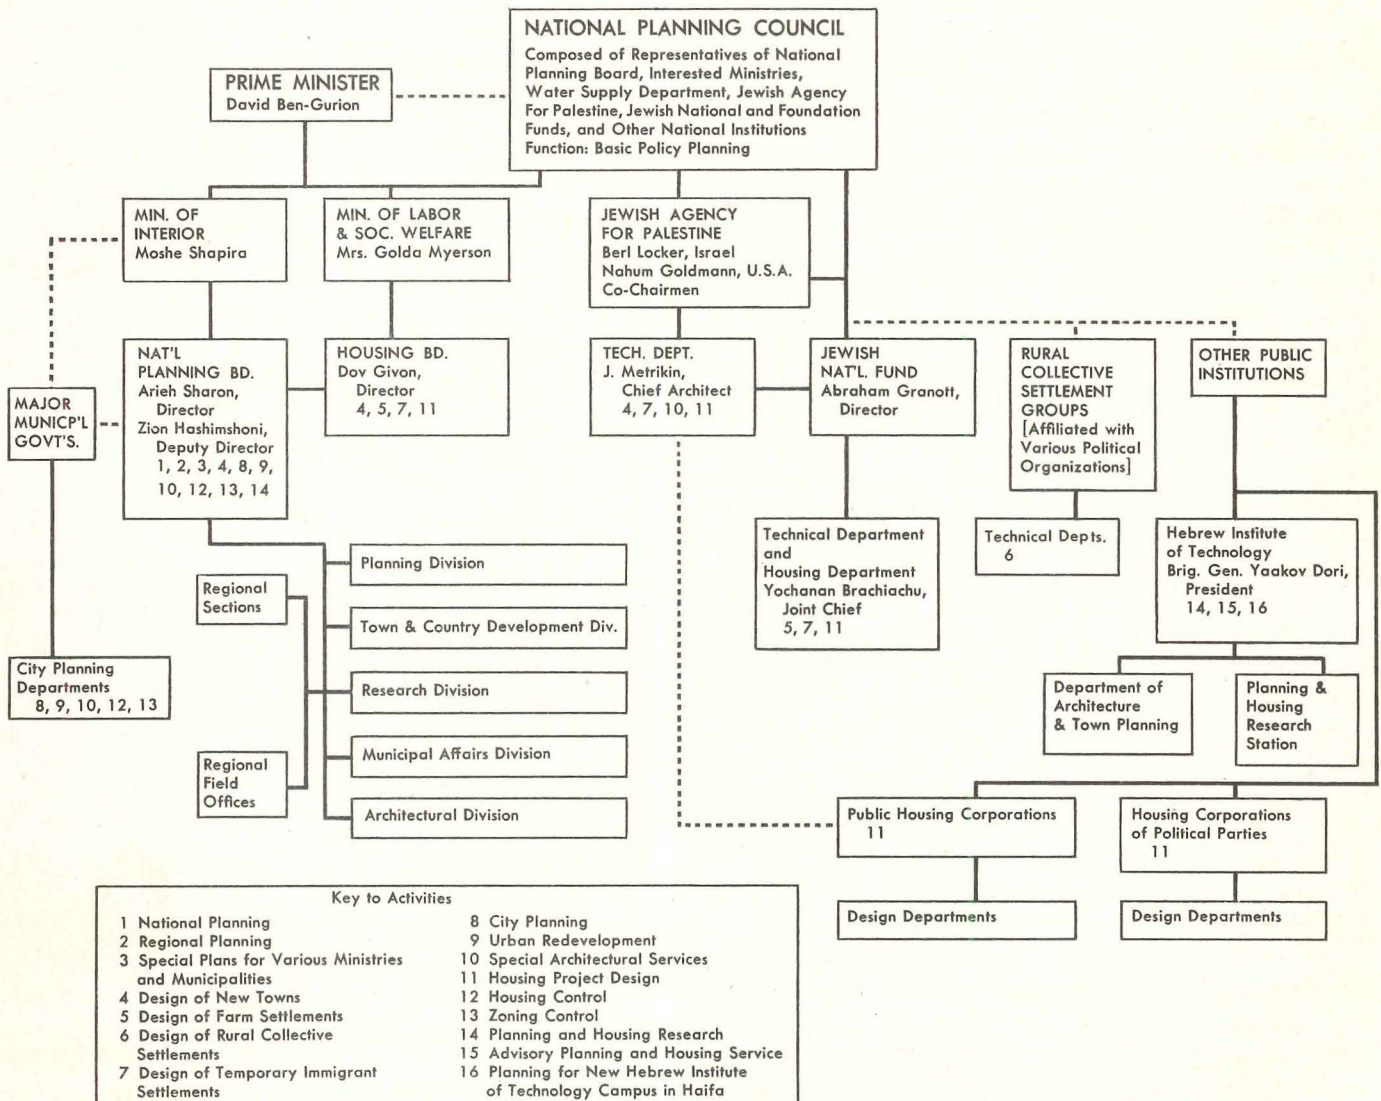 NATIONAL PLANNING COUNCIL
Composed of Representatives of National
Planning Board, Interested Ministries,
Water Supply Department, Jewish Agency
For Palestine, Jewish National and Foundation
Funds, and Other National Institutions
Function: Basic Policy Planning
PRIME MINISTER
David Ben-Gurion
MIN. OF
INTERIOR
Moshe Shapira
MIN. OF LABOR
& SOC. WELFARE
Mrs. Golda Myerson
JEWISH AGENCY
FOR PALESTINE
Berl Locker, Israel
Nahum Goldmann, U.S.A.
Co-Chairmen
MAJOR
MUNICP'L
GOVT'S.
NAT'L
PLANNING BD.
Arieh Sharon,
Director
Zion Hashimshoni,
Deputy Director
1, 2, 3, 4, 8, 9,
10, 12, 13, 14
HOUSING BD.
Dov Givon,
Director
4, 5, 7, 11
TECH. DEPT.
J. Metrikin,
Chief Architect
4, 7, 10, 11
JEWISH
NAT'L. FUND
Abraham Granott,
Director
RURAL
COLLECTIVE
SETTLEMENT
GROUPS
[Affiliated with
Various Political
Organizations]
OTHER PUBLIC
INSTITUTIONS
Technical Department
and
Housing Department
Yochanan Brachiachu,
Joint Chief
5, 7, 11
Technical Depts.
6
Hebrew Institute
of Technology
Brig. Gen. Yaakov Dori,
President
14, 15, 16
City Planning
Departments
8, 9, 10, 12, 13
Regional
Sections
Regional
Field
Offices
Planning Division
Town & Country Development Div.
Research Division
Municipal Affairs Division
Architectural Division
Department of
Architecture
& Town Planning
Planning &
Housing
Research
Station
Public Housing Corporations
11
Housing Corporations
of Political Parties
11
Design Departments
Design Departments
Key to Activities
1 National Planning
2 Regional Planning
3 Special Plans for Various Ministries
and Municipalities
4 Design of New Towns
5 Design of Farm Settlements
6 Design of Rural Collective
Settlements
7 Design of Temporary Immigrant
Settlements
8 City Planning
9 Urban Redevelopment
10 Special Architectural Services
11 Housing Project Design
12 Housing Control
13 Zoning Control
14 Planning and Housing Research
15 Advisory Planning and Housing Service
16 Planning for New Hebrew Institute
of Technology Campus in Haifa